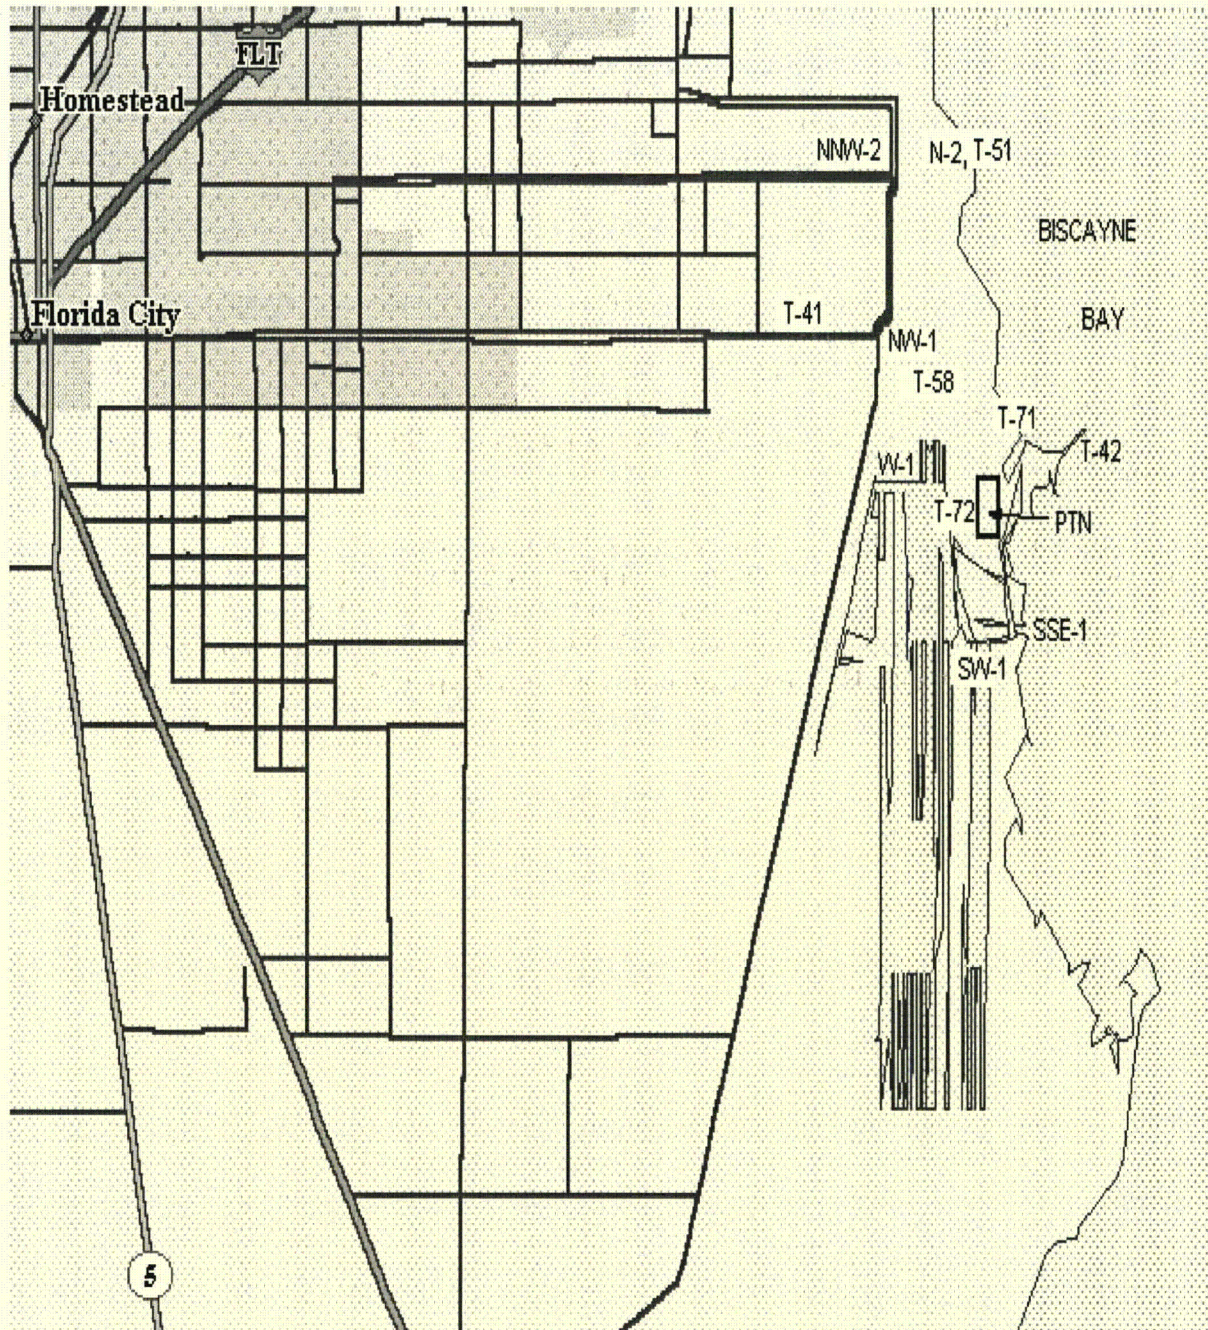 FLT
Homestead
NNW-2
N-2, T-51
BISCAYNE
Florida City
T-41
BAY
NW-1
T-58
T-71
T-42
W-1
T-72
PTN
SSE-1
SW-1
5